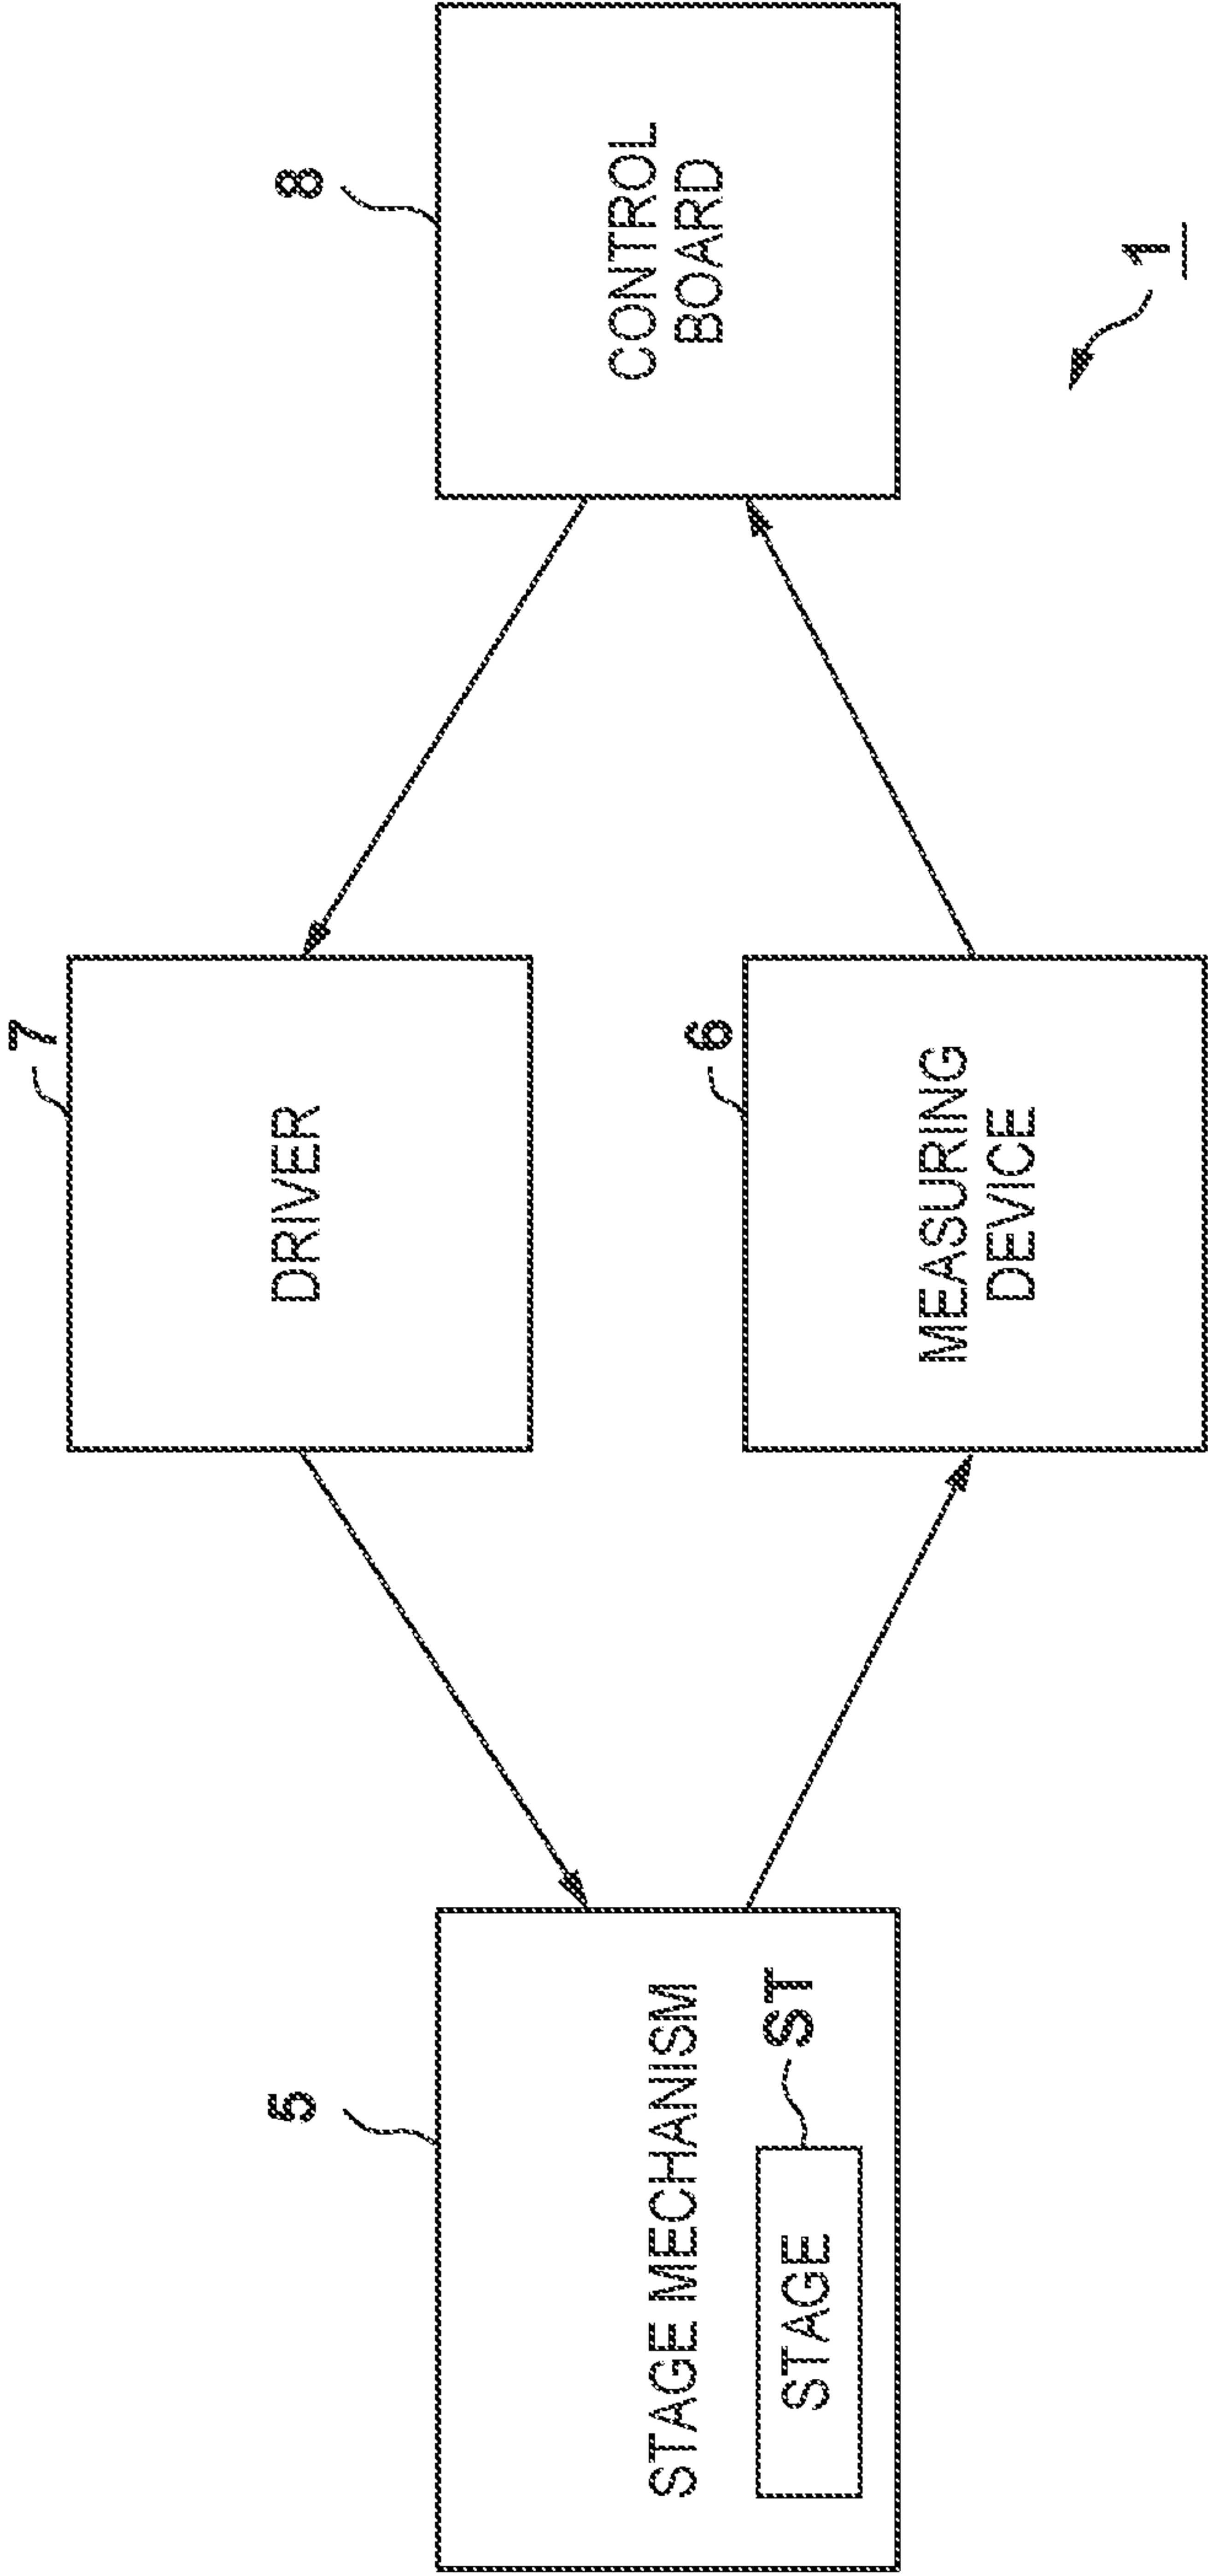 7
DRIVER
5
STAGE MECHANISM
STAGE
ST
8
CONTROL
BOARD
6
MEASURING
DEVICE
1